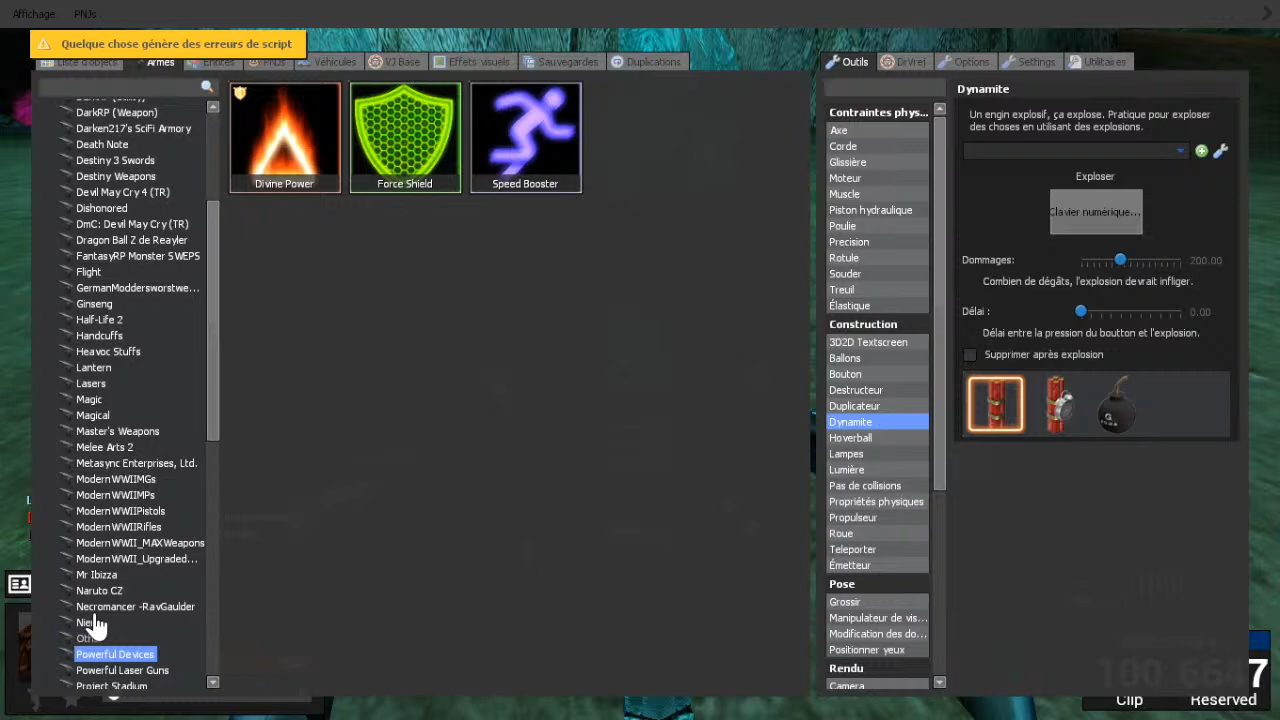 Affichage PNJs
Quelque chose génère des erreurs de script
Liste d'objets Armes Entités PNJs Véhicules VJ Base Effets visuels Sauvegardes Duplications
DarkRP (Weapon)
Darken217's SciFi Armory
Death Note
Destiny 3 Swords
Destiny Weapons
Devil May Cry 4 (TR)
Dishonored
DmC: Devil May Cry (TR)
Dragon Ball Z de Reayler
FantasyRP Monster SWEPS
Flight
GermanModdersworstwe...
Ginseng
Half-Life 2
Handcuffs
Heavoc Stuffs
Lantern
Lasers
Magic
Magical
Master's Weapons
Melee Arts 2
Metasync Enterprises, Ltd.
ModernWWIIMGs
ModernWWIIMPs
ModernWWIIPistols
ModernWWIIRifles
ModernWWII_MAXWeapons
ModernWWII_Upgraded...
Mr Ibizza
Naruto CZ
Necromancer -RavGaulder
Powerful Devices
Powerful Laser Guns
Project Stadium
Divine Power
Force Shield
Speed Booster
Outils DrVrej Options Settings Utilitaires
Contraintes phys...
Axe
Corde
Glissière
Moteur
Muscle
Piston hydraulique
Poulie
Precision
Rotule
Souder
Treuil
Élastique
Construction
3D2D Textscreen
Ballons
Bouton
Destructeur
Duplicateur
Dynamite
Hoverball
Lampes
Lumière
Pas de collisions
Propriétés physiques
Propulseur
Roue
Teleporter
Émetteur
Pose
Grossir
Manipulateur de vis...
Modification des do...
Positionner yeux
Rendu
Camera
Dynamite
Un engin explosif, ça explose. Pratique pour exploser
des choses en utilisant des explosions.
Exploser
Clavier numérique...
Dommages: 200.00
Combien de dégâts, l'explosion devrait infliger.
Délai : 0.00
Délai entre la pression du boutton et l'explosion.
Supprimer après explosion
Clip Reserved